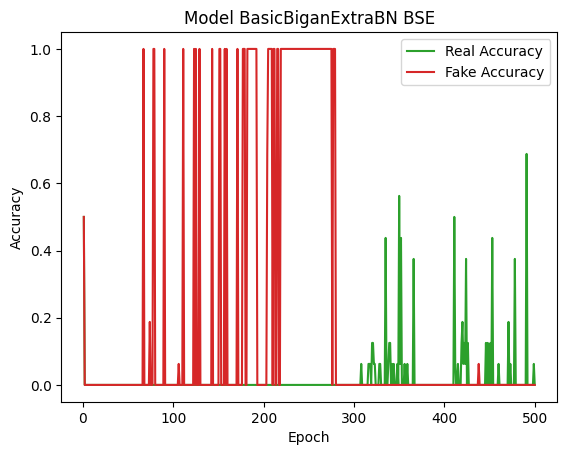 Model BasicBiganExtraBN BSE
Real Accuracy
Fake Accuracy
Accuracy
1.0
0.8
0.6
0.4
0.2
0.0
0 100 200 300 400 500
Epoch